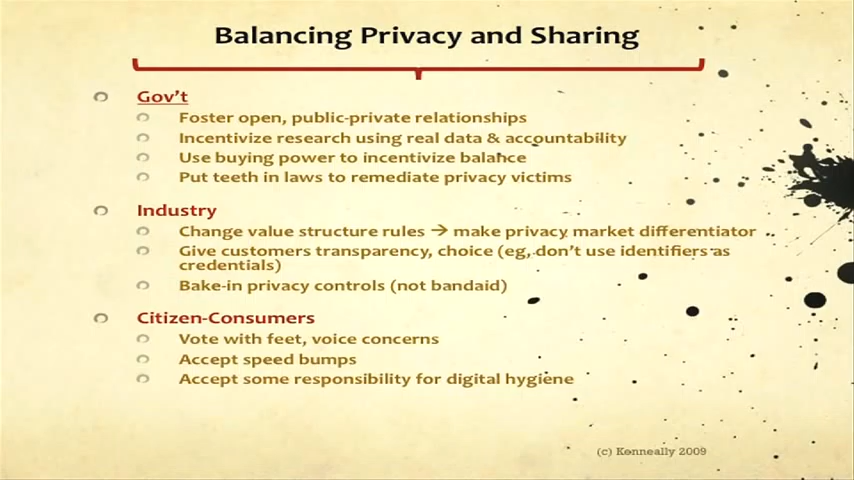 Balancing Privacy and Sharing
Gov't
Foster open, public-private relationships
Incentivize research using real data & accountability
Use buying power to incentivize balance
Put teeth in laws to remediate privacy victims
Industry
Change value structure rules → make privacy market differentiator
Give customers transparency, choice (eg, don't use identifiers as
credentials)
Bake-in privacy controls (not bandaid)
Citizen-Consumers
Vote with feet, voice concerns
Accept speed bumps
Accept some responsibility for digital hygiene
(c) Kenneally 2009